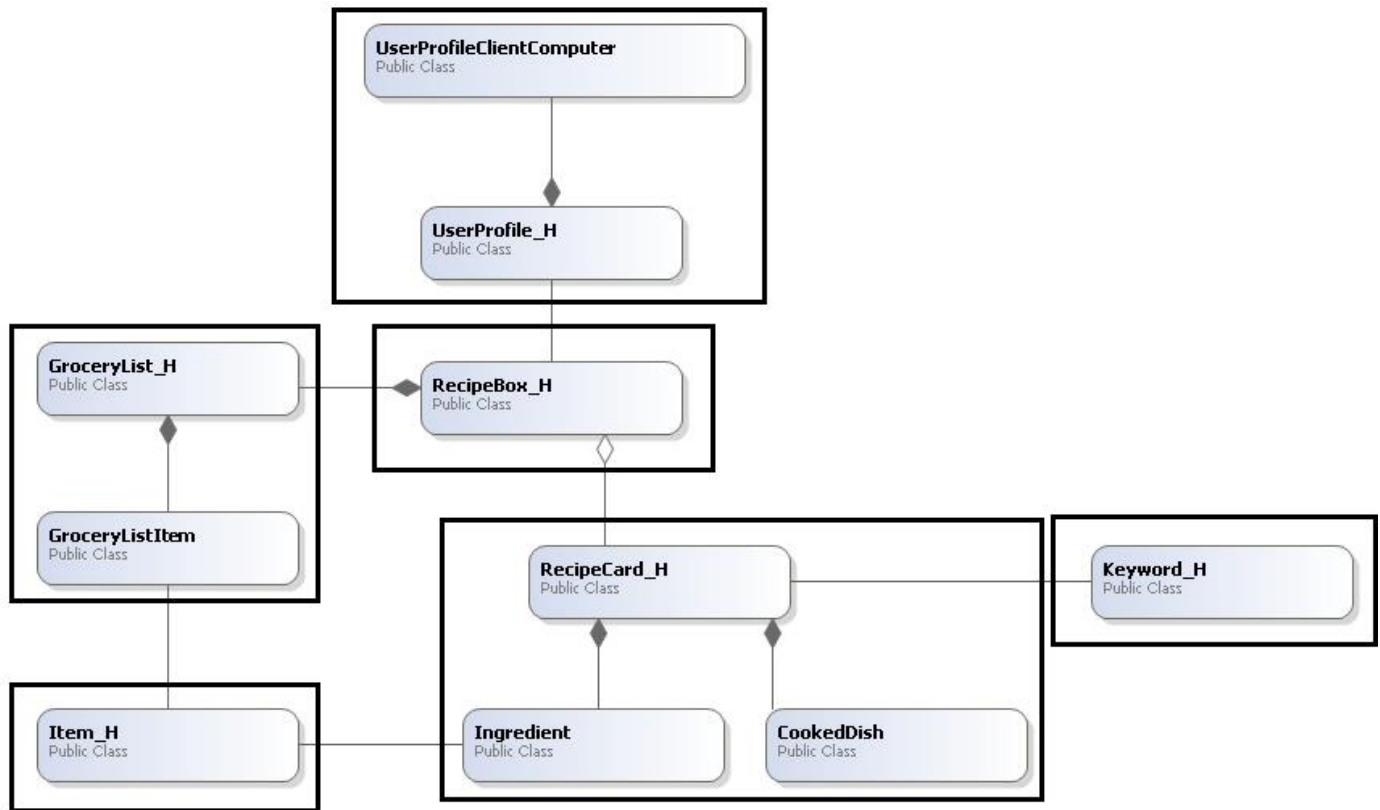 UserProfileClientComputer
Public Class
UserProfile_H
Public Class
GroceryList_H
Public Class
RecipeBox_H
Public Class
GroceryListItem
Public Class
RecipeCard_H
Public Class
Keyword_H
Public Class
Item_H
Public Class
Ingredient
Public Class
CookedDish
Public Class